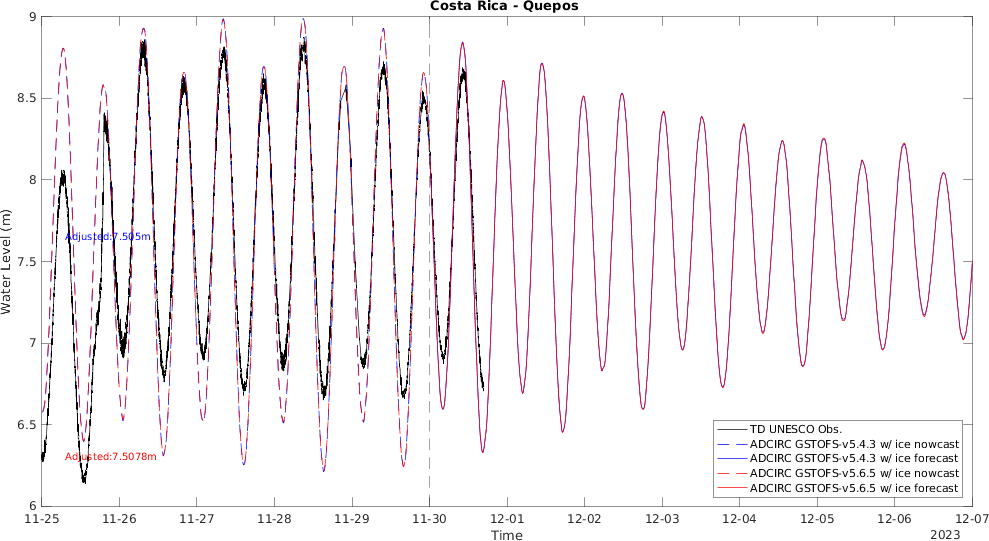 Costa Rica - Quepos
9
8.5
8
7.5
7
6.5
6
Water Level (m)
Adjusted:7.505m
Adjusted:7.5078m
TD UNESCO Obs.
ADCIRC GSTOFS-v5.4.3 w/ ice nowcast
ADCIRC GSTOFS-v5.4.3 w/ ice forecast
ADCIRC GSTOFS-v5.6.5 w/ ice nowcast
ADCIRC GSTOFS-v5.6.5 w/ ice forecast
11-25 11-26 11-27 11-28 11-29 11-30 12-01 12-02 12-03 12-04 12-05 12-06 12-07
Time
2023